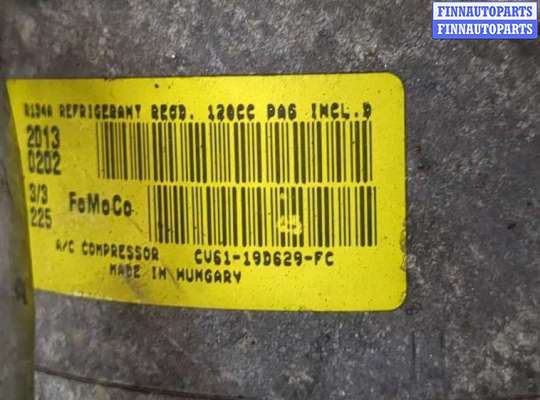 FINNAUTOPARTS
FINNAUTOPARTS
R134A REFRIGERANT REQD. 120CC PAG INCL.D
2013
0202
3/3
225
FoMoCo
A/C COMPRESSOR CV61-19D629-FC
MADE IN HUNGARY